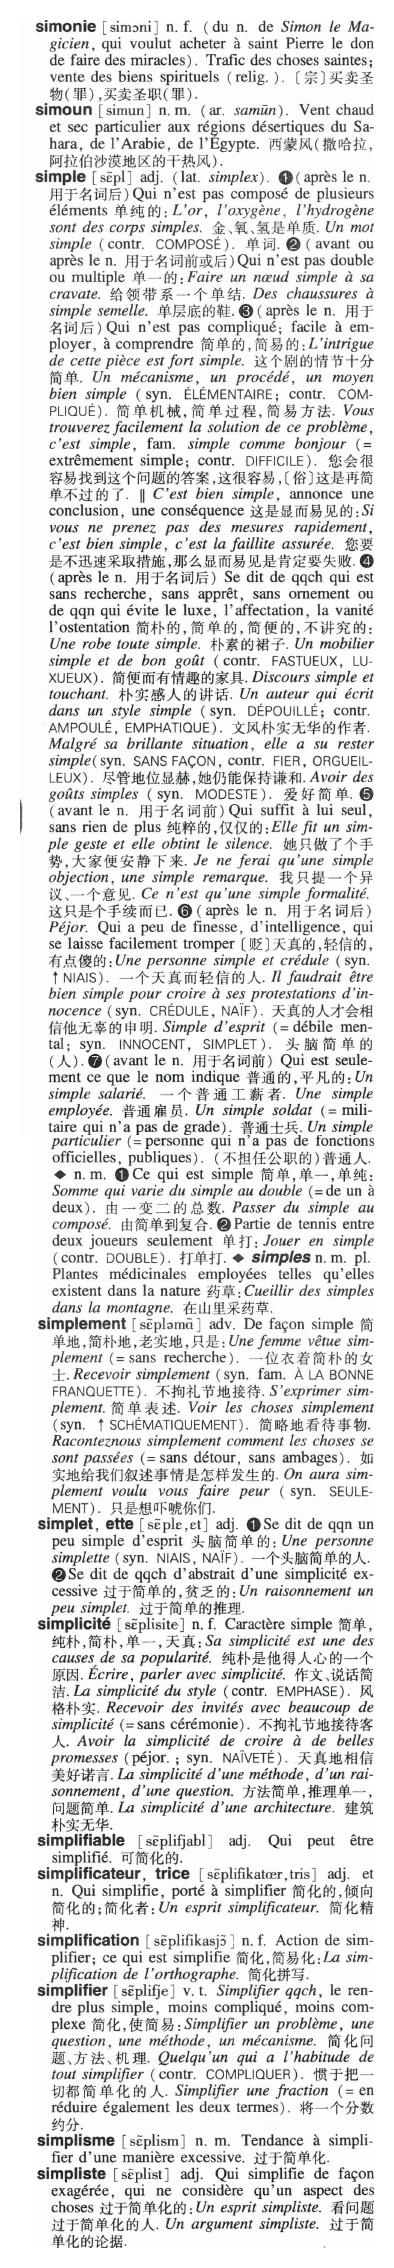 simonie [simɔni] n. f. (du n. de Simon le Ma-
gicien, qui voulut acheter à saint Pierre le don
de faire des miracles). Trafic des choses saintes;
vente des biens spirituels (relig.). 〔宗〕买卖圣
物(罪),买卖圣职(罪).
simoun [simun] n. m. (ar. samūn). Vent chaud
et sec particulier aux régions désertiques du Sa-
hara, de l'Arabie, de l'Égypte. 西蒙风(撒哈拉,
阿拉伯沙漠地区的干热风).
simple [sɛ̃pl] adj. (lat. simplex). ❶(après le n.
用于名词后) Qui n'est pas composé de plusieurs
éléments 单纯的: L'or, l'oxygène, l'hydrogène
sont des corps simples. 金、氧、氢是单质. Un mot
simple (contr. COMPOSÉ). 单词. ❷ (avant ou
après le n. 用于名词前或后) Qui n'est pas double
ou multiple 单一的: Faire un nœud simple à sa
cravate. 给领带系一个单结. Des chaussures à
simple semelle. 单层底的鞋. ❸ (après le n. 用于
名词后) Qui n'est pas compliqué; facile à em-
ployer, à comprendre 简单的,简易的: L'intrigue
de cette pièce est fort simple. 这个剧的情节十分
简单. Un mécanisme, un procédé, un moyen
bien simple (syn. ÉLÉMENTAIRE; contr. COM-
PLIQUÉ). 简单机械,简单过程,简易方法. Vous
trouverez facilement la solution de ce problème,
c'est simple, fam. simple comme bonjour (=
extrêmement simple; contr. DIFFICILE). 您会很
容易找到这个问题的答案,这很容易,〔俗〕这是再简
单不过的了. ‖ C'est bien simple, annonce une
conclusion, une conséquence 这是显而易见的: Si
vous ne prenez pas des mesures rapidement,
c'est bien simple, c'est la faillite assurée. 您要
是不迅速采取措施,那么显而易见是肯定要失败. ❹
(après le n. 用于名词后) Se dit de qqch qui est
sans recherche, sans apprêt, sans ornement ou
de qqn qui évite le luxe, l'affectation, la vanité
l'ostentation 简朴的,简单的,简便的,不讲究的:
Une robe toute simple. 朴素的裙子. Un mobilier
simple et de bon goût (contr. FASTUEUX, LU-
XUEUX). 简便而有情趣的家具. Discours simple et
touchant. 朴实感人的讲话. Un auteur qui écrit
dans un style simple (syn. DÉPOUILLÉ; contr.
AMPOULÉ, EMPHATIQUE). 文风朴实无华的作者.
Malgré sa brillante situation, elle a su rester
simple(syn. SANS FAÇON, contr. FIER, ORGUEIL-
LEUX). 尽管地位显赫,她仍能保持谦和. Avoir des
goûts simples (syn. MODESTE). 爱好简单. ❺
(avant le n. 用于名词前) Qui suffit à lui seul,
sans rien de plus 纯粹的,仅仅的: Elle fit un sim-
ple geste et elle obtint le silence. 她只做了个手
势,大家便安静下来. Je ne ferai qu'une simple
objection, une simple remarque. 我只提一个异
议、一个意见. Ce n'est qu'une simple formalité.
这只是个手续而已. ❻ (après le n. 用于名词后)
Péjor. Qui a peu de finesse, d'intelligence, qui
se laisse facilement tromper 〔贬〕天真的,轻信的,
有点傻的: Une personne simple et crédule (syn.
↑ NIAIS). 一个天真而轻信的人. Il faudrait être
bien simple pour croire à ses protestations d'in-
nocence (syn. CRÉDULE, NAÏF). 天真的人才会相
信他无辜的申明. Simple d'esprit (= débile men-
tal; syn. INNOCENT, SIMPLET). 头脑简单的
(人). ❼(avant le n. 用于名词前) Qui est seule-
ment ce que le nom indique 普通的,平凡的: Un
simple salarié. 一个普通工薪者. Une simple
employée. 普通雇员. Un simple soldat (= mili-
taire qui n'a pas de grade). 普通士兵. Un simple
particulier (= personne qui n'a pas de fonctions
officielles, publiques). (不担任公职的)普通人.
◆ n. m. ❶ Ce qui est simple 简单,单一,单纯:
Somme qui varie du simple au double (= de un à
deux). 由一变二的总数. Passer du simple au
composé. 由简单到复合. ❷ Partie de tennis entre
deux joueurs seulement 单打: Jouer en simple
(contr. DOUBLE). 打单打. ◆ simples n. m. pl.
Plantes médicinales employées telles qu'elles
existent dans la nature 药草: Cueillir des simples
dans la montagne. 在山里采药草.
simplement [sɛ̃pləmɑ̃] adv. De façon simple 简
单地,简朴地,老实地,只是: Une femme vêtue sim-
plement (= sans recherche). 一位衣着简朴的女
士. Recevoir simplement (syn. fam. À LA BONNE
FRANQUETTE). 不拘礼节地接待. S'exprimer sim-
plement. 简单表述. Voir les choses simplement
(syn. ↑ SCHÉMATIQUEMENT). 简略地看待事物.
Raconteznous simplement comment les choses se
sont passées (= sans détour, sans ambages). 如
实地给我们叙述事情是怎样发生的. On aura sim-
plement voulu vous faire peur (syn. SEULE-
MENT). 只是想吓唬你们.
simplet, ette [sɛ̃plɛ,ɛt] adj. ❶ Se dit de qqn un
peu simple d'esprit 头脑简单的: Une personne
simplette (syn. NIAIS, NAÏF). 一个头脑简单的人.
❷ Se dit de qqch d'abstrait d'une simplicité ex-
cessive 过于简单的,贫乏的: Un raisonnement un
peu simplet. 过于简单的推理.
simplicité [sɛ̃plisite] n. f. Caractère simple 简单,
纯朴,简朴,单一,天真: Sa simplicité est une des
causes de sa popularité. 纯朴是他得人心的一个
原因. Écrire, parler avec simplicité. 作文、说话简
洁. La simplicité du style (contr. EMPHASE). 风
格朴实. Recevoir des invités avec beaucoup de
simplicité (= sans cérémonie). 不拘礼节地接待客
人. Avoir la simplicité de croire à de belles
promesses (péjor.; syn. NAÏVETÉ). 天真地相信
美好诺言. La simplicité d'une méthode, d'un rai-
sonnement, d'une question. 方法简单,推理单一,
问题简单. La simplicité d'une architecture. 建筑
朴实无华.
simplifiable [sɛ̃plifjabl] adj. Qui peut être
simplifié. 可简化的.
simplificateur, trice [sɛ̃plifikatœr,tris] adj. et
n. Qui simplifie, porté à simplifier 简化的,倾向
简化的;简化者: Un esprit simplificateur. 简化精
神.
simplification [sɛ̃plifikasjɔ̃] n. f. Action de sim-
plifier; ce qui est simplifie 简化,简易化: La sim-
plification de l'orthographe. 简化拼写.
simplifier [sɛ̃plifje] v. t. Simplifier qqch, le ren-
dre plus simple, moins compliqué, moins com-
plexe 简化,使简易: Simplifier un problème, une
question, une méthode, un mécanisme. 简化问
题、方法、机理. Quelqu'un qui a l'habitude de
tout simplifier (contr. COMPLIQUER). 惯于把一
切都简单化的人. Simplifier une fraction (= en
réduire également les deux termes). 将一个分数
约分.
simplisme [sɛ̃plism] n. m. Tendance à simpli-
fier d'une manière excessive. 过于简单化.
simpliste [sɛ̃plist] adj. Qui simplifie de façon
exagérée, qui ne considère qu'un aspect des
choses 过于简单化的: Un esprit simpliste. 看问题
过于简单化的人. Un argument simpliste. 过于简
单化的论据.